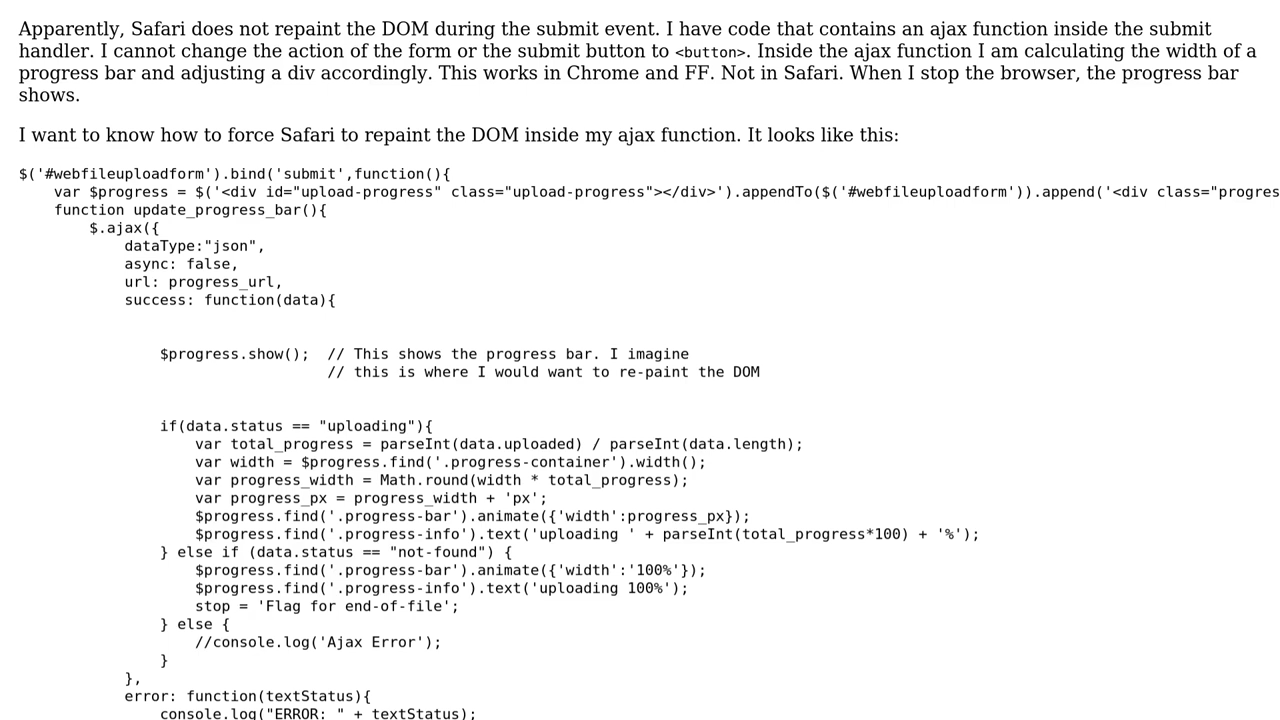 Apparently, Safari does not repaint the DOM during the submit event. I have code that contains an ajax function inside the submit
handler. I cannot change the action of the form or the submit button to <button>. Inside the ajax function I am calculating the width of a
progress bar and adjusting a div accordingly. This works in Chrome and FF. Not in Safari. When I stop the browser, the progress bar
shows.
I want to know how to force Safari to repaint the DOM inside my ajax function. It looks like this:
$('#webfileuploadform').bind('submit',function(){
    var $progress = $('<div id="upload-progress" class="upload-progress"></div>').appendTo($('#webfileuploadform')).append('<div class="progres
    function update_progress_bar(){
        $.ajax({
            dataType:"json",
            async: false,
            url: progress_url,
            success: function(data){
                $progress.show();  // This shows the progress bar. I imagine
                                   // this is where I would want to re-paint the DOM
                if(data.status == "uploading"){
                    var total_progress = parseInt(data.uploaded) / parseInt(data.length);
                    var width = $progress.find('.progress-container').width();
                    var progress_width = Math.round(width * total_progress);
                    var progress_px = progress_width + 'px';
                    $progress.find('.progress-bar').animate({'width':progress_px});
                    $progress.find('.progress-info').text('uploading ' + parseInt(total_progress*100) + '%');
                } else if (data.status == "not-found") {
                    $progress.find('.progress-bar').animate({'width':'100%'});
                    $progress.find('.progress-info').text('uploading 100%');
                    stop = 'Flag for end-of-file';
                } else {
                    //console.log('Ajax Error');
                }
            },
            error: function(textStatus){
                console.log("ERROR: " + textStatus);